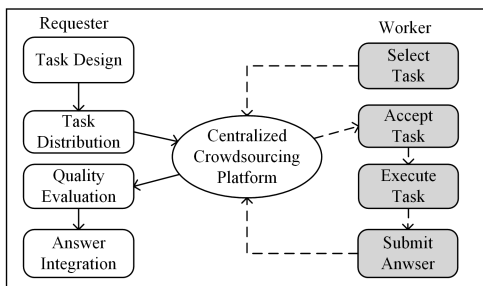 Requester
Worker
Task Design
Select
Task
Task
Distribution
Centralized
Crowdsourcing
Platform
Accept
Task
Quality
Evaluation
Execute
Task
Answer
Integration
Submit
Anwser